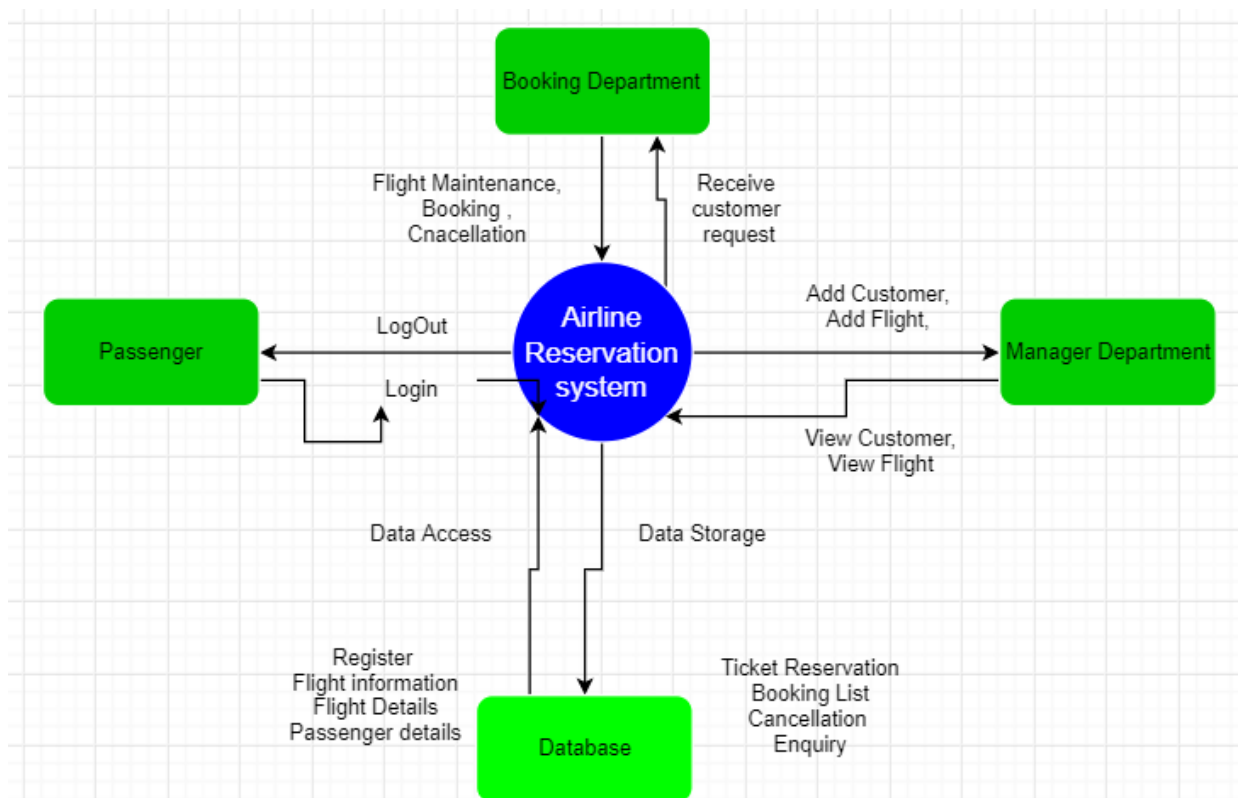 Booking Department
Flight Maintenance,
Booking ,
Cnacellation
Receive
customer
request
Add Customer,
Add Flight,
LogOut
Airline
Reservation
system
Passenger
Manager Department
Login
View Customer,
View Flight
Data Access
Data Storage
Register
Flight information
Flight Details
Passenger details
Ticket Reservation
Booking List
Cancellation
Enquiry
Database